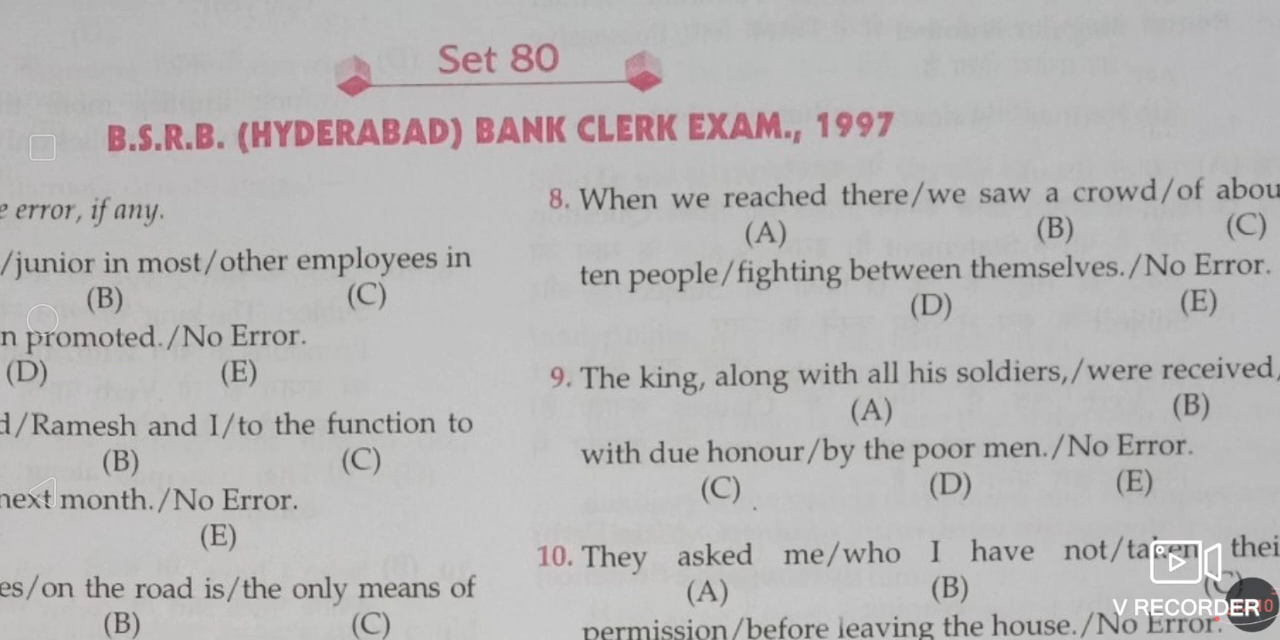 Set 80
B.S.R.B. (HYDERABAD) BANK CLERK EXAM., 1997
error, if any.
/junior in most/other employees in
(B) (C)
promoted./No Error.
(D) (E)
/Ramesh and I/to the function to
(B) (C)
next month./No Error.
(E)
/on the road is/the only means of
(B) (C)
8. When we reached there/we saw a crowd/of
(A) (B) (C)
ten people/fighting between themselves./No Error.
(D) (E)
9. The king, along with all his soldiers,/were received/
(A) (B)
with due honour/by the poor men./No Error.
(C) (D) (E)
10. They asked me/who I have not/taken
(A) (B) (C)
permission/before leaving the house./No Error.
V RECORDER